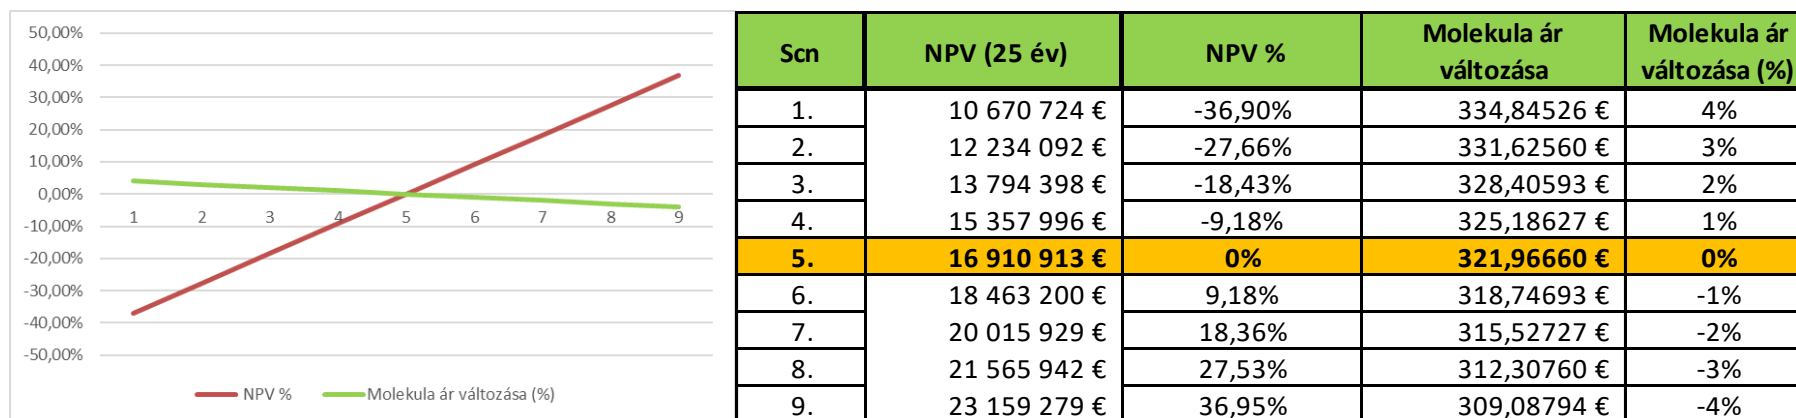 50,00%
40,00%
30,00%
20,00%
10,00%
0,00%
-10,00%
-20,00%
-30,00%
-40,00%
-50,00%
1 2 3 4 5 6 7 8 9
NPV % Molekula ár változása (%)
Scn NPV (25 év) NPV % Molekula ár változása Molekula ár változása (%)
1. 10 670 724 € -36,90% 334,84526 € 4%
2. 12 234 092 € -27,66% 331,62560 € 3%
3. 13 794 398 € -18,43% 328,40593 € 2%
4. 15 357 996 € -9,18% 325,18627 € 1%
5. 16 910 913 € 0% 321,96660 € 0%
6. 18 463 200 € 9,18% 318,74693 € -1%
7. 20 015 929 € 18,36% 315,52727 € -2%
8. 21 565 942 € 27,53% 312,30760 € -3%
9. 23 159 279 € 36,95% 309,08794 € -4%